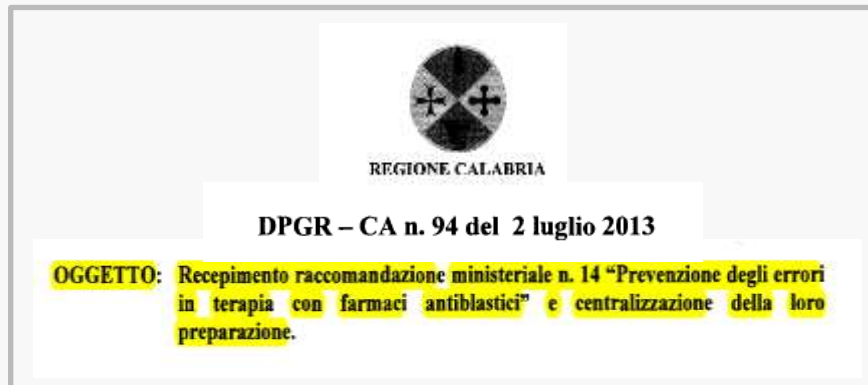 REGIONE CALABRIA
DPGR – CA n. 94 del 2 luglio 2013
OGGETTO: Recepimento raccomandazione ministeriale n. 14 “Prevenzione degli errori
in terapia con farmaci antiblastici” e centralizzazione della loro
preparazione.